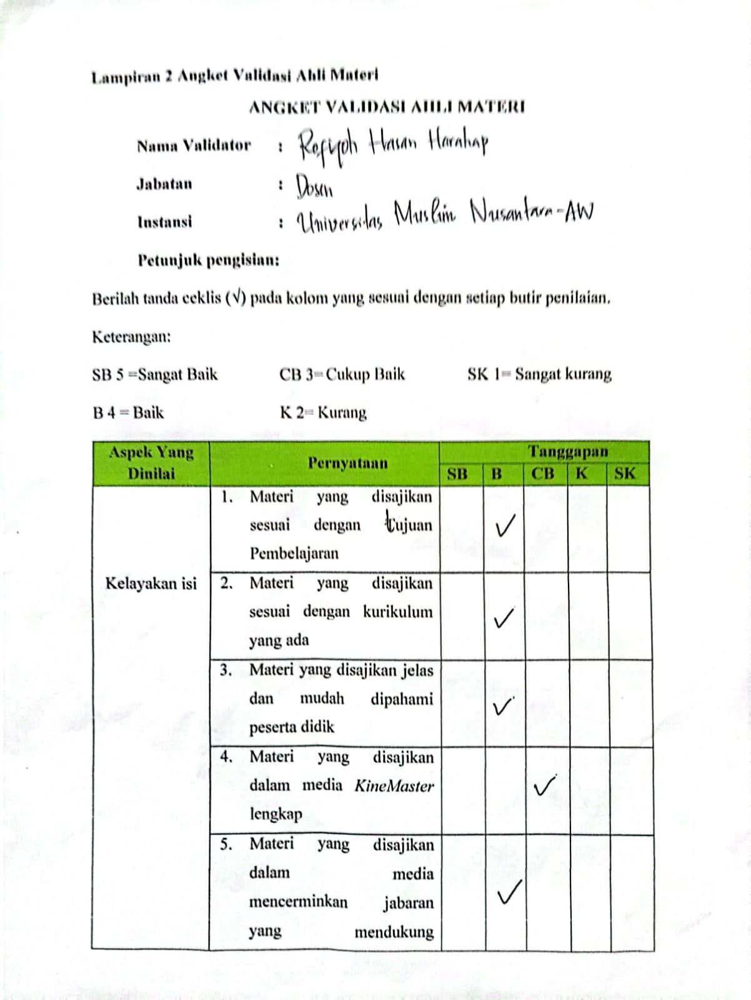 Lampiran 2 Angket Validasi Ahli Materi
ANGKET VALIDASI AHLI MATERI
Nama Validator : Rofiyoh Hasan Harahap
Jabatan : Dosen
Instansi : Universitas Muslim Nusantara-AW
Petunjuk pengisian:
Berilah tanda ceklis (√) pada kolom yang sesuai dengan setiap butir penilaian.
Keterangan:
SB 5 =Sangat Baik CB 3= Cukup Baik SK 1= Sangat kurang
B 4 = Baik K 2= Kurang
Aspek Yang Dinilai Pernyataan Tanggapan
SB B CB K SK
Kelayakan isi
1. Materi yang disajikan
sesuai dengan tujuan ✓
Pembelajaran
2. Materi yang disajikan
sesuai dengan kurikulum ✓
yang ada
3. Materi yang disajikan jelas
dan mudah dipahami ✓
peserta didik
4. Materi yang disajikan
dalam media KineMaster ✓
lengkap
5. Materi yang disajikan
dalam media
mencerminkan jabaran ✓
yang mendukung